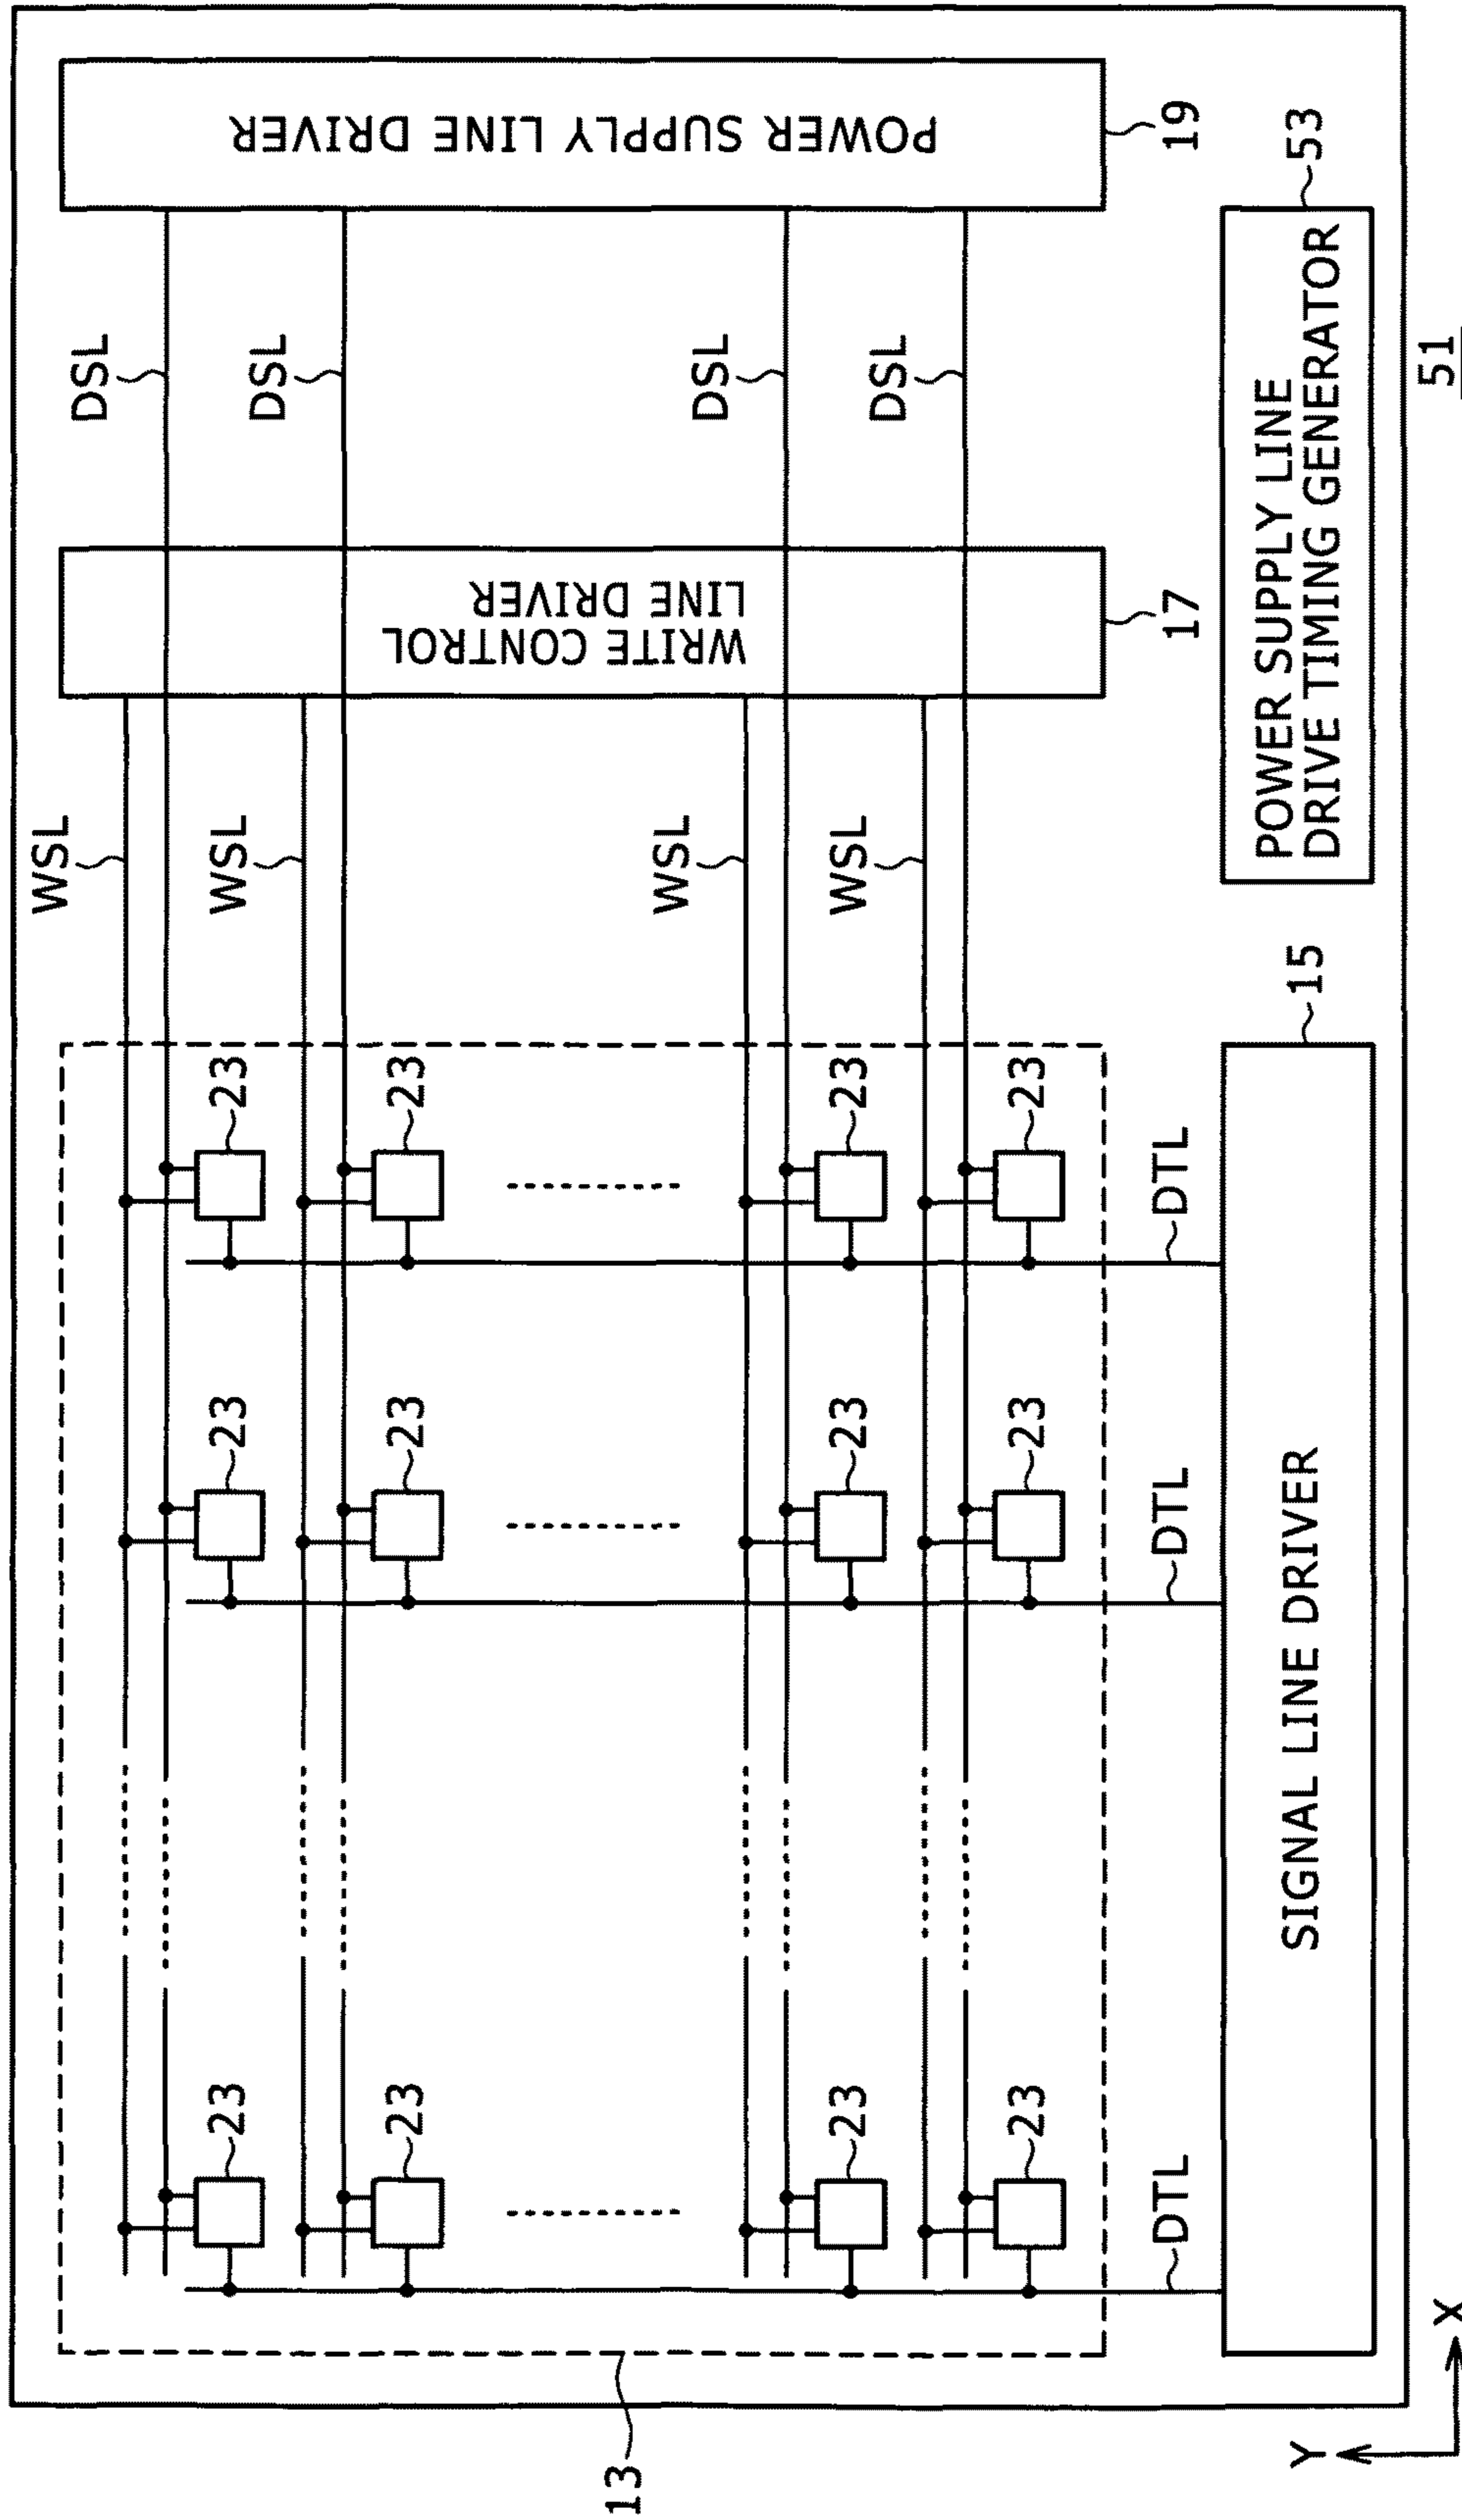 51
WSL
DSL
23
23
23
WSL
DSL
23
23
23
WSL
DSL
23
23
23
WSL
DSL
23
23
23
13
WRITE CONTROL
LINE DRIVER
POWER SUPPLY LINE DRIVER
DTL
DTL
DTL
17
19
15
53
SIGNAL LINE DRIVER
POWER SUPPLY LINE
DRIVE TIMING GENERATOR
Y
X